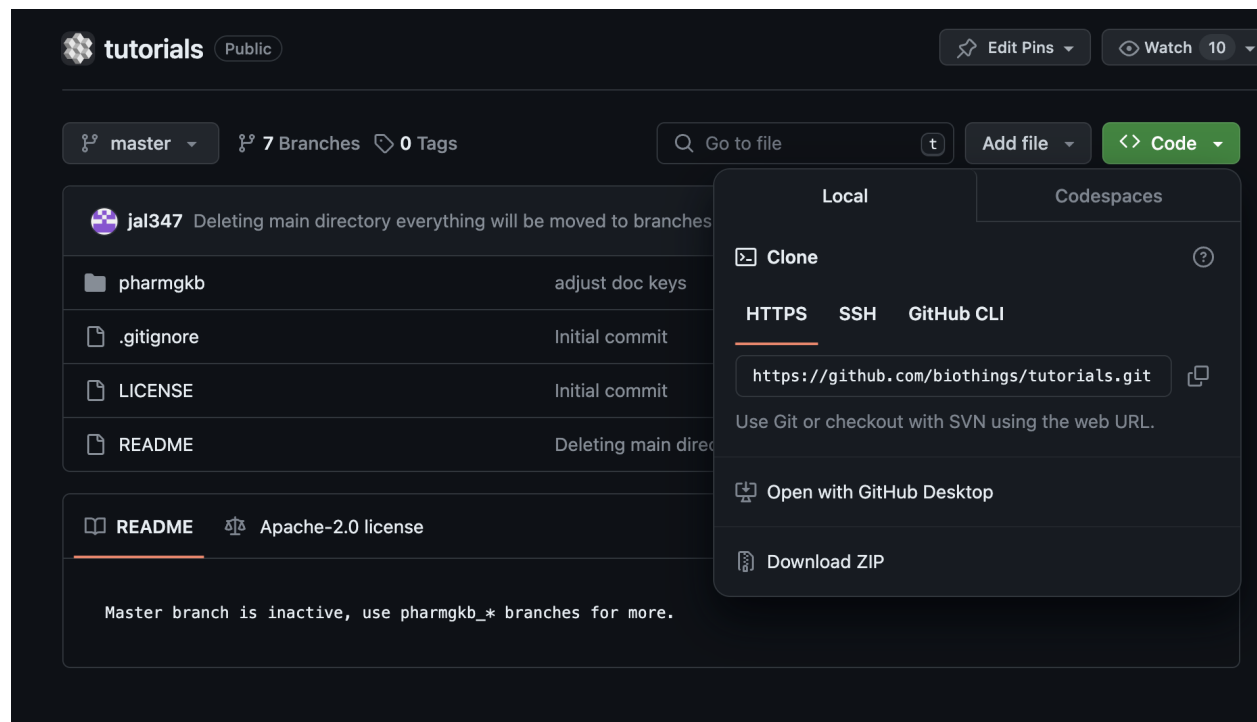 tutorials Public Edit Pins Watch 10
master 7 Branches 0 Tags Go to file t Add file <> Code
Local Codespaces
jal347 Deleting main directory everything will be moved to branches
Clone ?
pharmgkb adjust doc keys
HTTPS SSH GitHub CLI
.gitignore Initial commit
https://github.com/biothings/tutorials.git
LICENSE Initial commit
Use Git or checkout with SVN using the web URL.
README Deleting main direc
Open with GitHub Desktop
README Apache-2.0 license
Download ZIP
Master branch is inactive, use pharmgkb_* branches for more.